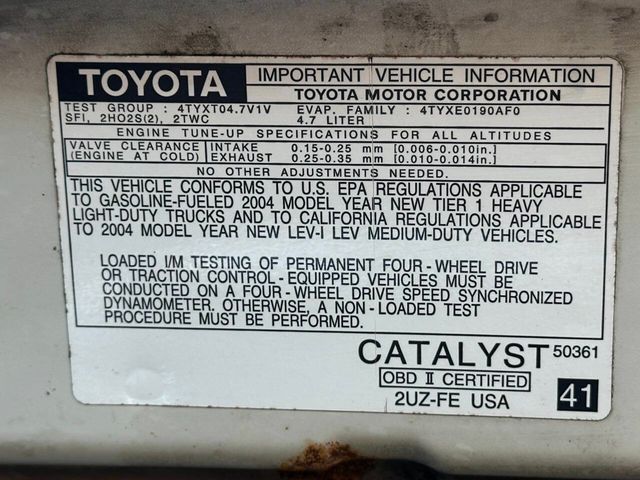 TOYOTA IMPORTANT VEHICLE INFORMATION
TOYOTA MOTOR CORPORATION
TEST GROUP : 4TYXT04.7V1V EVAP. FAMILY : 4TYXE0190AF0
SFI, 2HO2S(2), 2TWC 4.7 LITER
ENGINE TUNE-UP SPECIFICATIONS FOR ALL ALTITUDES
VALVE CLEARANCE INTAKE 0.15-0.25 mm [0.006-0.010in.]
(ENGINE AT COLD) EXHAUST 0.25-0.35 mm [0.010-0.014in.]
NO OTHER ADJUSTMENTS NEEDED.
THIS VEHICLE CONFORMS TO U.S. EPA REGULATIONS APPLICABLE
TO GASOLINE-FUELED 2004 MODEL YEAR NEW TIER 1 HEAVY
LIGHT-DUTY TRUCKS AND TO CALIFORNIA REGULATIONS APPLICABLE
TO 2004 MODEL YEAR NEW LEV-I LEV MEDIUM-DUTY VEHICLES.
LOADED I/M TESTING OF PERMANENT FOUR-WHEEL DRIVE
OR TRACTION CONTROL-EQUIPPED VEHICLES MUST BE
CONDUCTED ON A FOUR-WHEEL DRIVE SPEED SYNCHRONIZED
DYNAMOMETER. OTHERWISE, A NON-LOADED TEST
PROCEDURE MUST BE PERFORMED.
CATALYST 50361
OBD II CERTIFIED
2UZ-FE USA 41